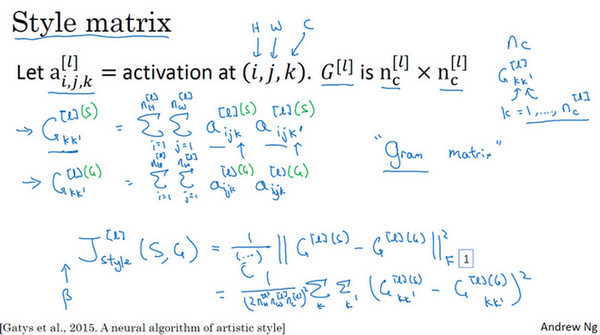 Style matrix
H W C
Let a^{[l]}_{i,j,k} = activation at (i, j, k). G^{[l]} is n_c^{[l]} × n_c^{[l]}
n_c
G^{[l]}_{kk'}
k = 1, ..., n_c^{[l]}
→ G^{[l](S)}_{kk'} = Σ_{i=1}^{n_H^{[l]}} Σ_{j=1}^{n_W^{[l]}} a^{[l](S)}_{ijk} a^{[l](S)}_{ijk'}
→ G^{[l](G)}_{kk'} = Σ_{i=1}^{n_H^{[l]}} Σ_{j=1}^{n_W^{[l]}} a^{[l](G)}_{ijk} a^{[l](G)}_{ijk'}
"Gram matrix"
J^{[l]}_{style}(S, G) = 1/(...) || G^{[l](S)} - G^{[l](G)} ||^2_F 1
β
= 1/(2n_H^{[l]} n_W^{[l]} n_C^{[l]})^2 Σ_k Σ_{k'} (G^{[l](S)}_{kk'} - G^{[l](G)}_{kk'})^2
[Gatys et al., 2015. A neural algorithm of artistic style]
Andrew Ng